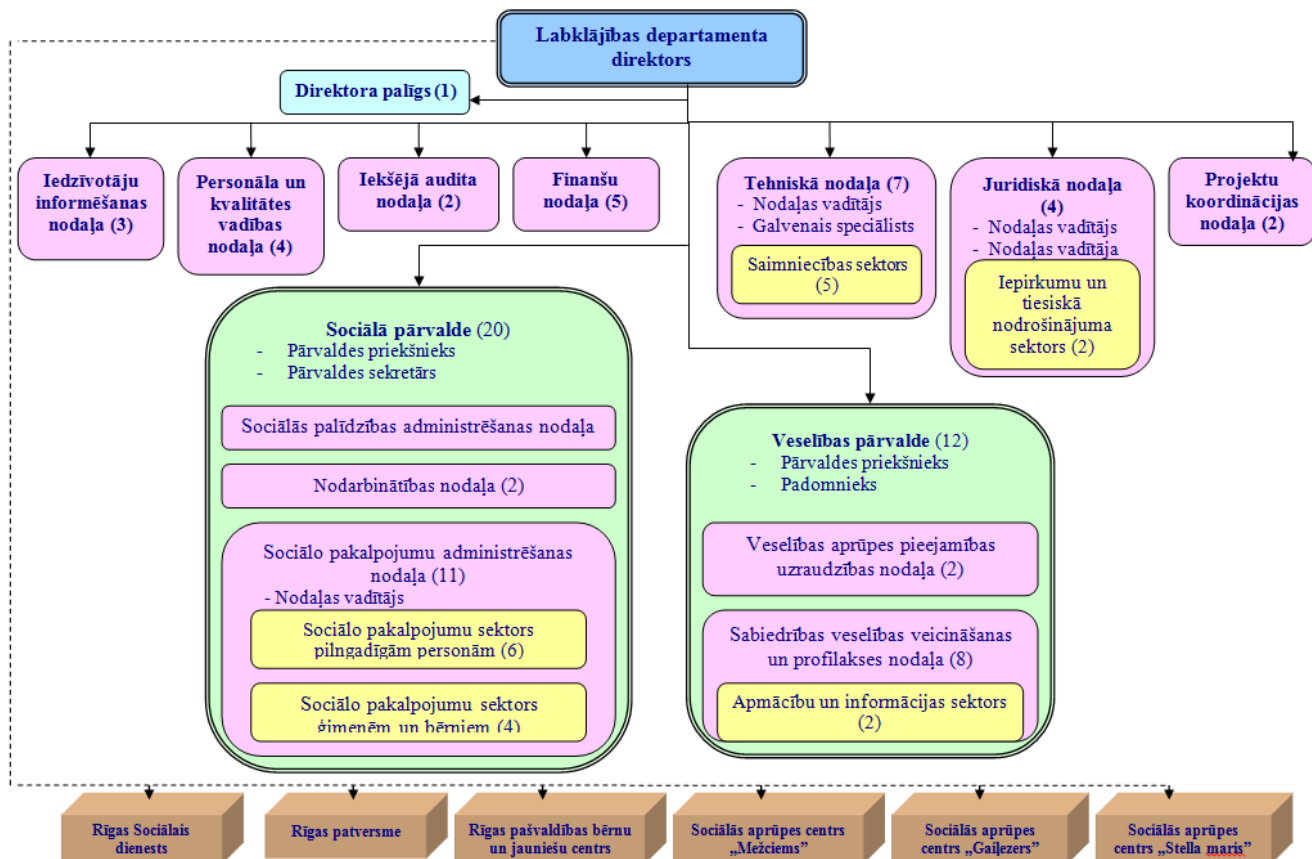 Labklājības departamenta
direktors
Direktora palīgs (1)
Iedzīvotāju
informēšanas
nodaļa (3)
Personāla un
kvalitātes
vadības
nodaļa (4)
Iekšējā audita
nodaļa (2)
Finanšu
nodaļa (5)
Tehniskā nodaļa (7)
- Nodaļas vadītājs
- Galvenais speciālists
Saimniecības sektors
(5)
Juridiskā nodaļa
(4)
- Nodaļas vadītājs
- Nodaļas vadītāja
Iepirkumu un
tiesiskā
nodrošinājuma
sektors (2)
Projektu
koordinācijas
nodaļa (2)
Sociālā pārvalde (20)
- Pārvaldes priekšnieks
- Pārvaldes sekretārs
Sociālās palīdzības administrēšanas nodaļa
Nodarbinātības nodaļa (2)
Sociālo pakalpojumu administrēšanas
nodaļa (11)
- Nodaļas vadītājs
Sociālo pakalpojumu sektors
pilngadīgām personām (6)
Sociālo pakalpojumu sektors
ģimenēm un bērniem (4)
Veselības pārvalde (12)
- Pārvaldes priekšnieks
- Padomnieks
Veselības aprūpes pieejamības
uzraudzības nodaļa (2)
Sabiedrības veselības veicināšanas
un profilakses nodaļa (8)
Apmācību un informācijas sektors
(2)
Rīgas Sociālais
dienests
Rīgas patversme
Rīgas pašvaldības bērnu
un jauniešu centrs
Sociālās aprūpes centrs
„Mežciems”
Sociālās aprūpes
centrs „Gaiļezers”
Sociālās aprūpes
centrs „Stella maris”